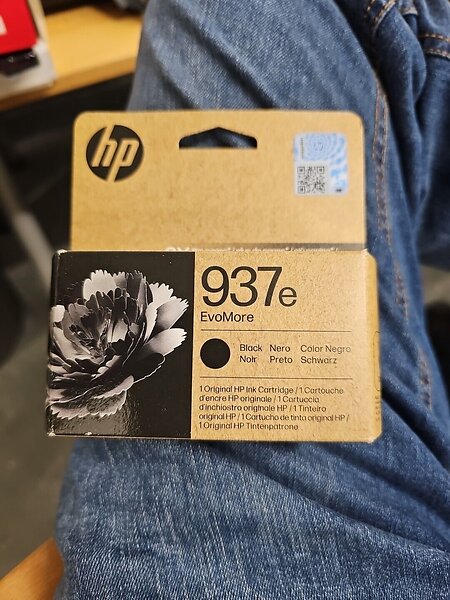 hp
937e
EvoMore
Black Nero Color Negro
Noir Preto Schwarz
1 Original HP Ink Cartridge / 1 Cartouche
d'encre HP originale / 1 Cartuccia
d'inchiostro originale HP / 1 Tinteiro
original HP / 1 Cartucho de tinta original HP /
1 Original HP Tintenpatrone